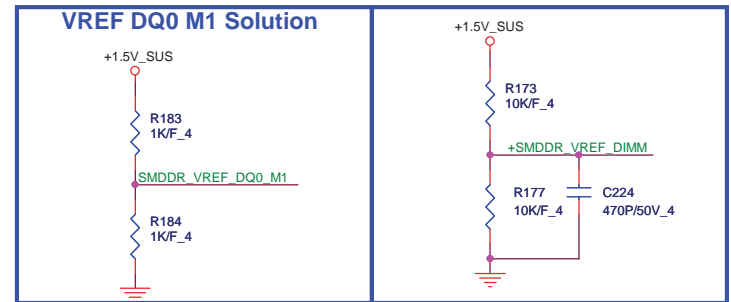 VREF DQ0 M1 Solution
+1.5V_SUS
R183
1K/F_4
SMDDR_VREF_DQ0_M1
R184
1K/F_4
+1.5V_SUS
R173
10K/F_4
+SMDDR_VREF_DIMM
R177
10K/F_4
C224
470P/50V_4